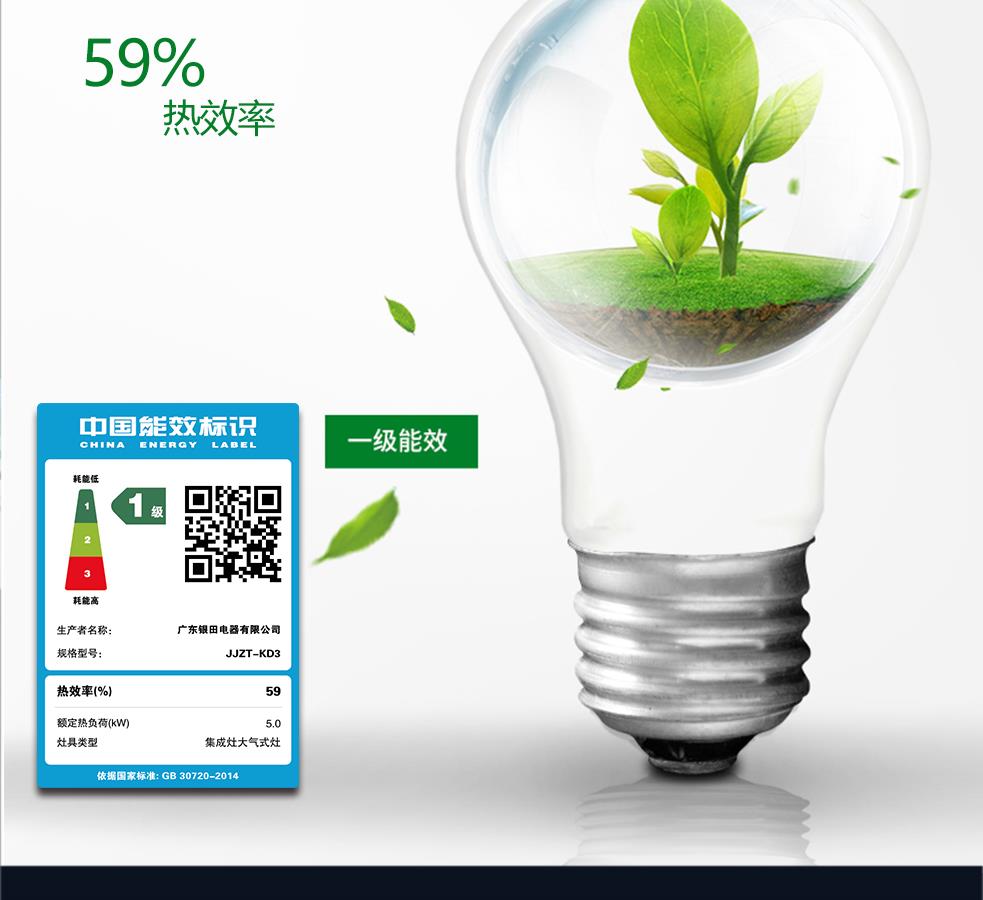 59%
热效率
一级能效
中国能效标识
CHINA ENERGY LABEL
耗能低
1
2
3
耗能高
1级
生产者名称: 广东银田电器有限公司
规格型号: JJZT-KD3
热效率(%) 59
额定热负荷(kW) 5.0
灶具类型 集成灶大气式灶
依据国家标准: GB 30720-2014